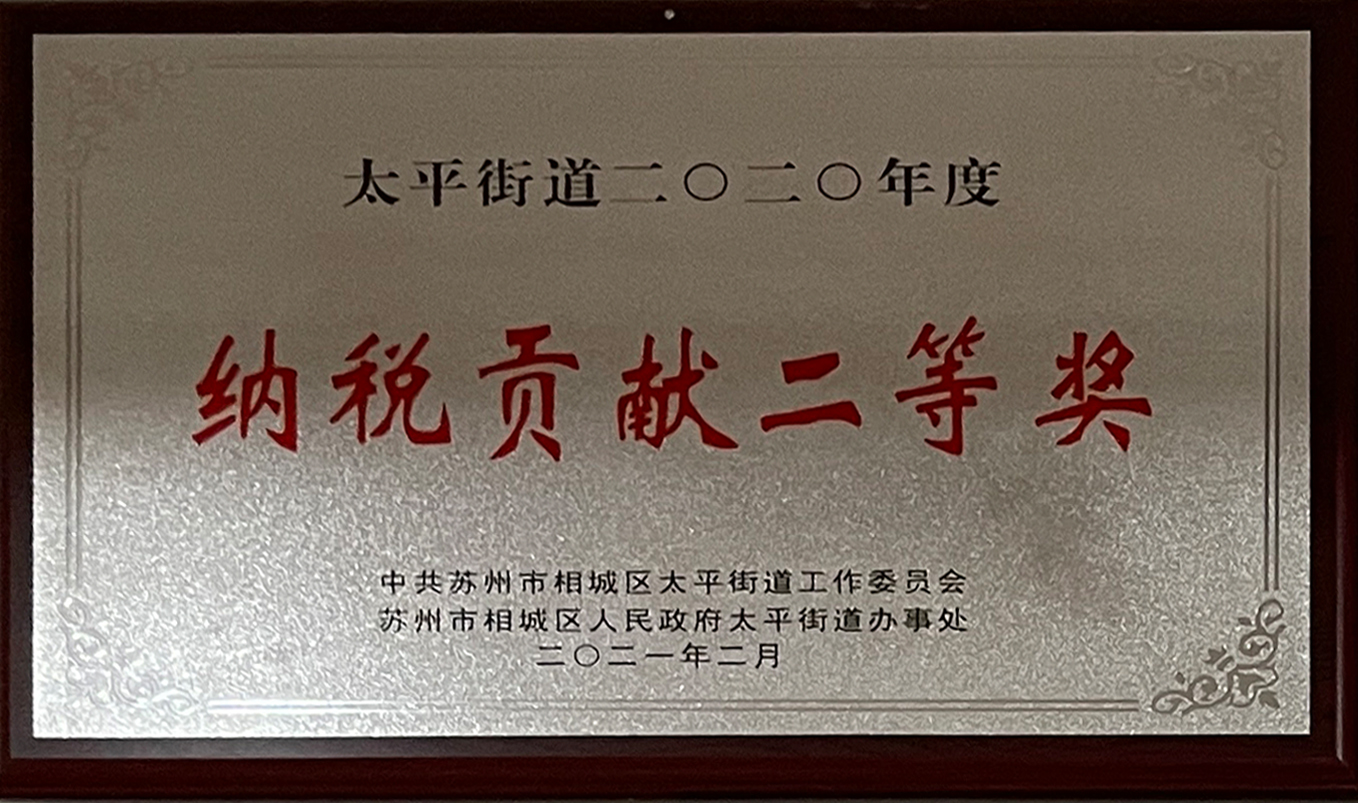 太平街道二〇二〇年度
纳税贡献二等奖
中共苏州市相城区太平街道工作委员会
苏州市相城区人民政府太平街道办事处
二〇二一年二月